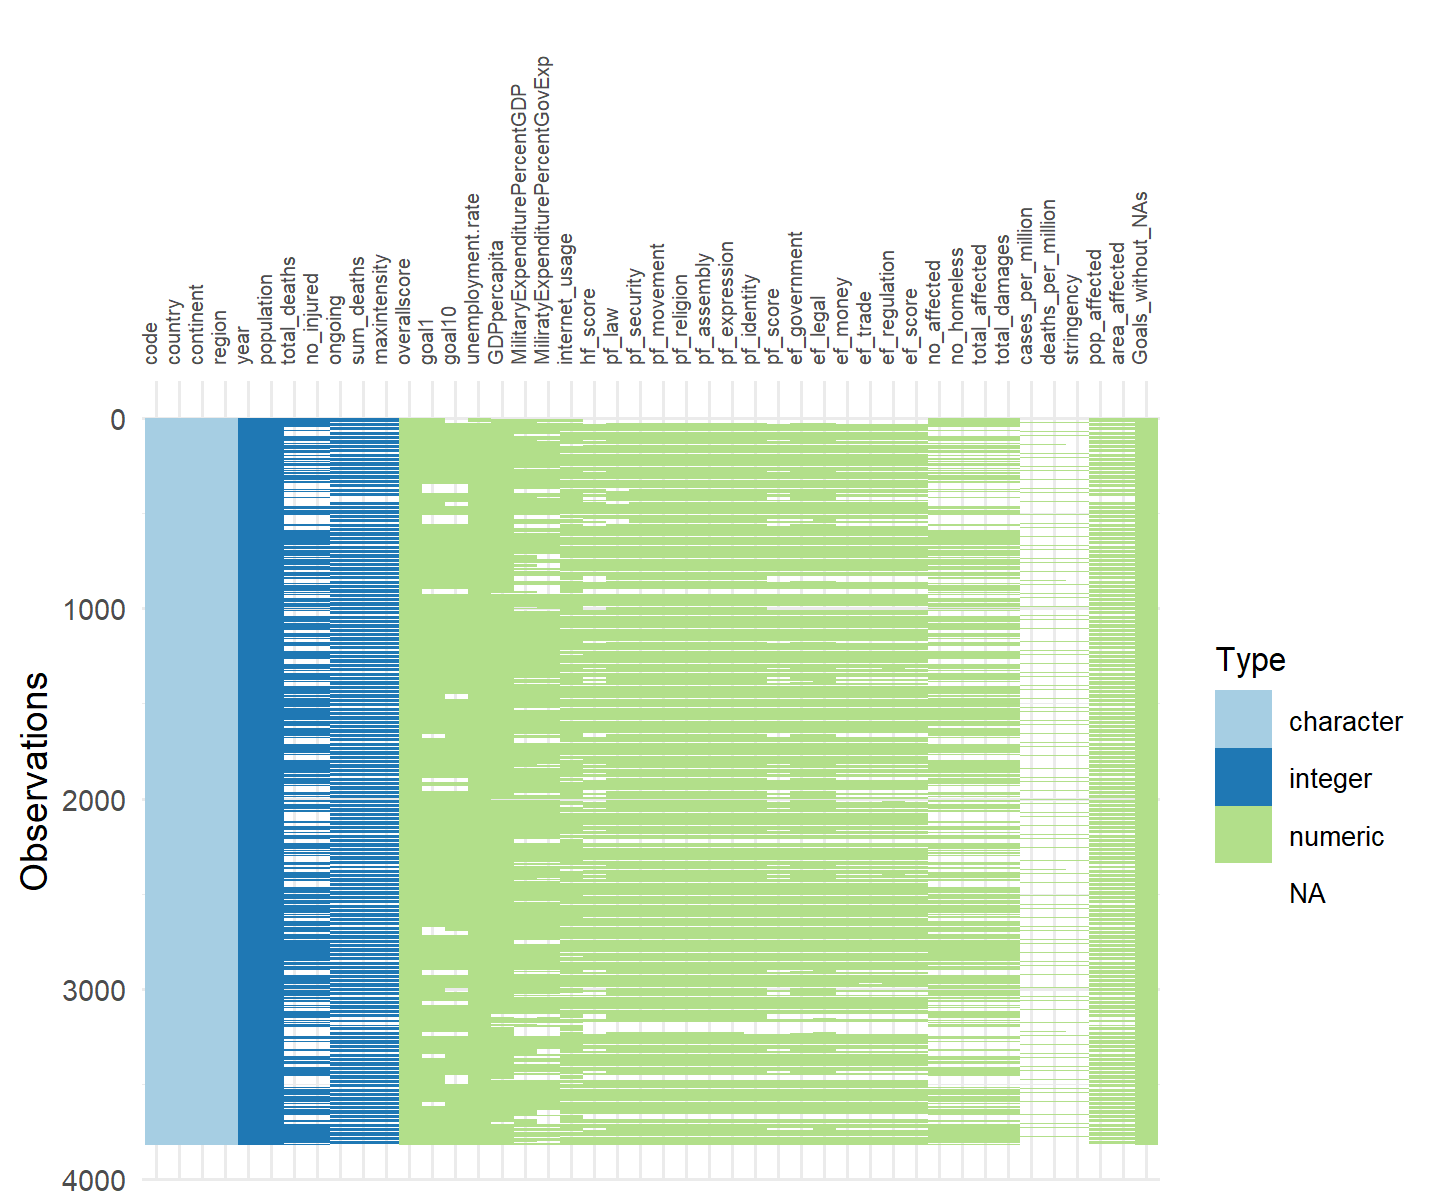 code
country
continent
region
year
population
total_deaths
no_injured
ongoing
sum_deaths
maxintensity
overallscore
goal1
goal10
unemployment.rate
GDPpercapita
MilitaryExpenditurePercentGDP
MiliratyExpenditurePercentGovExp
internet_usage
hf_score
pf_law
pf_security
pf_movement
pf_religion
pf_assembly
pf_expression
pf_identity
pf_score
ef_government
ef_legal
ef_money
ef_trade
ef_regulation
ef_score
no_affected
no_homeless
total_affected
total_damages
cases_per_million
deaths_per_million
stringency
pop_affected
area_affected
Goals_without_NAs
0
1000
2000
3000
4000
Observations
Type
character
integer
numeric
NA